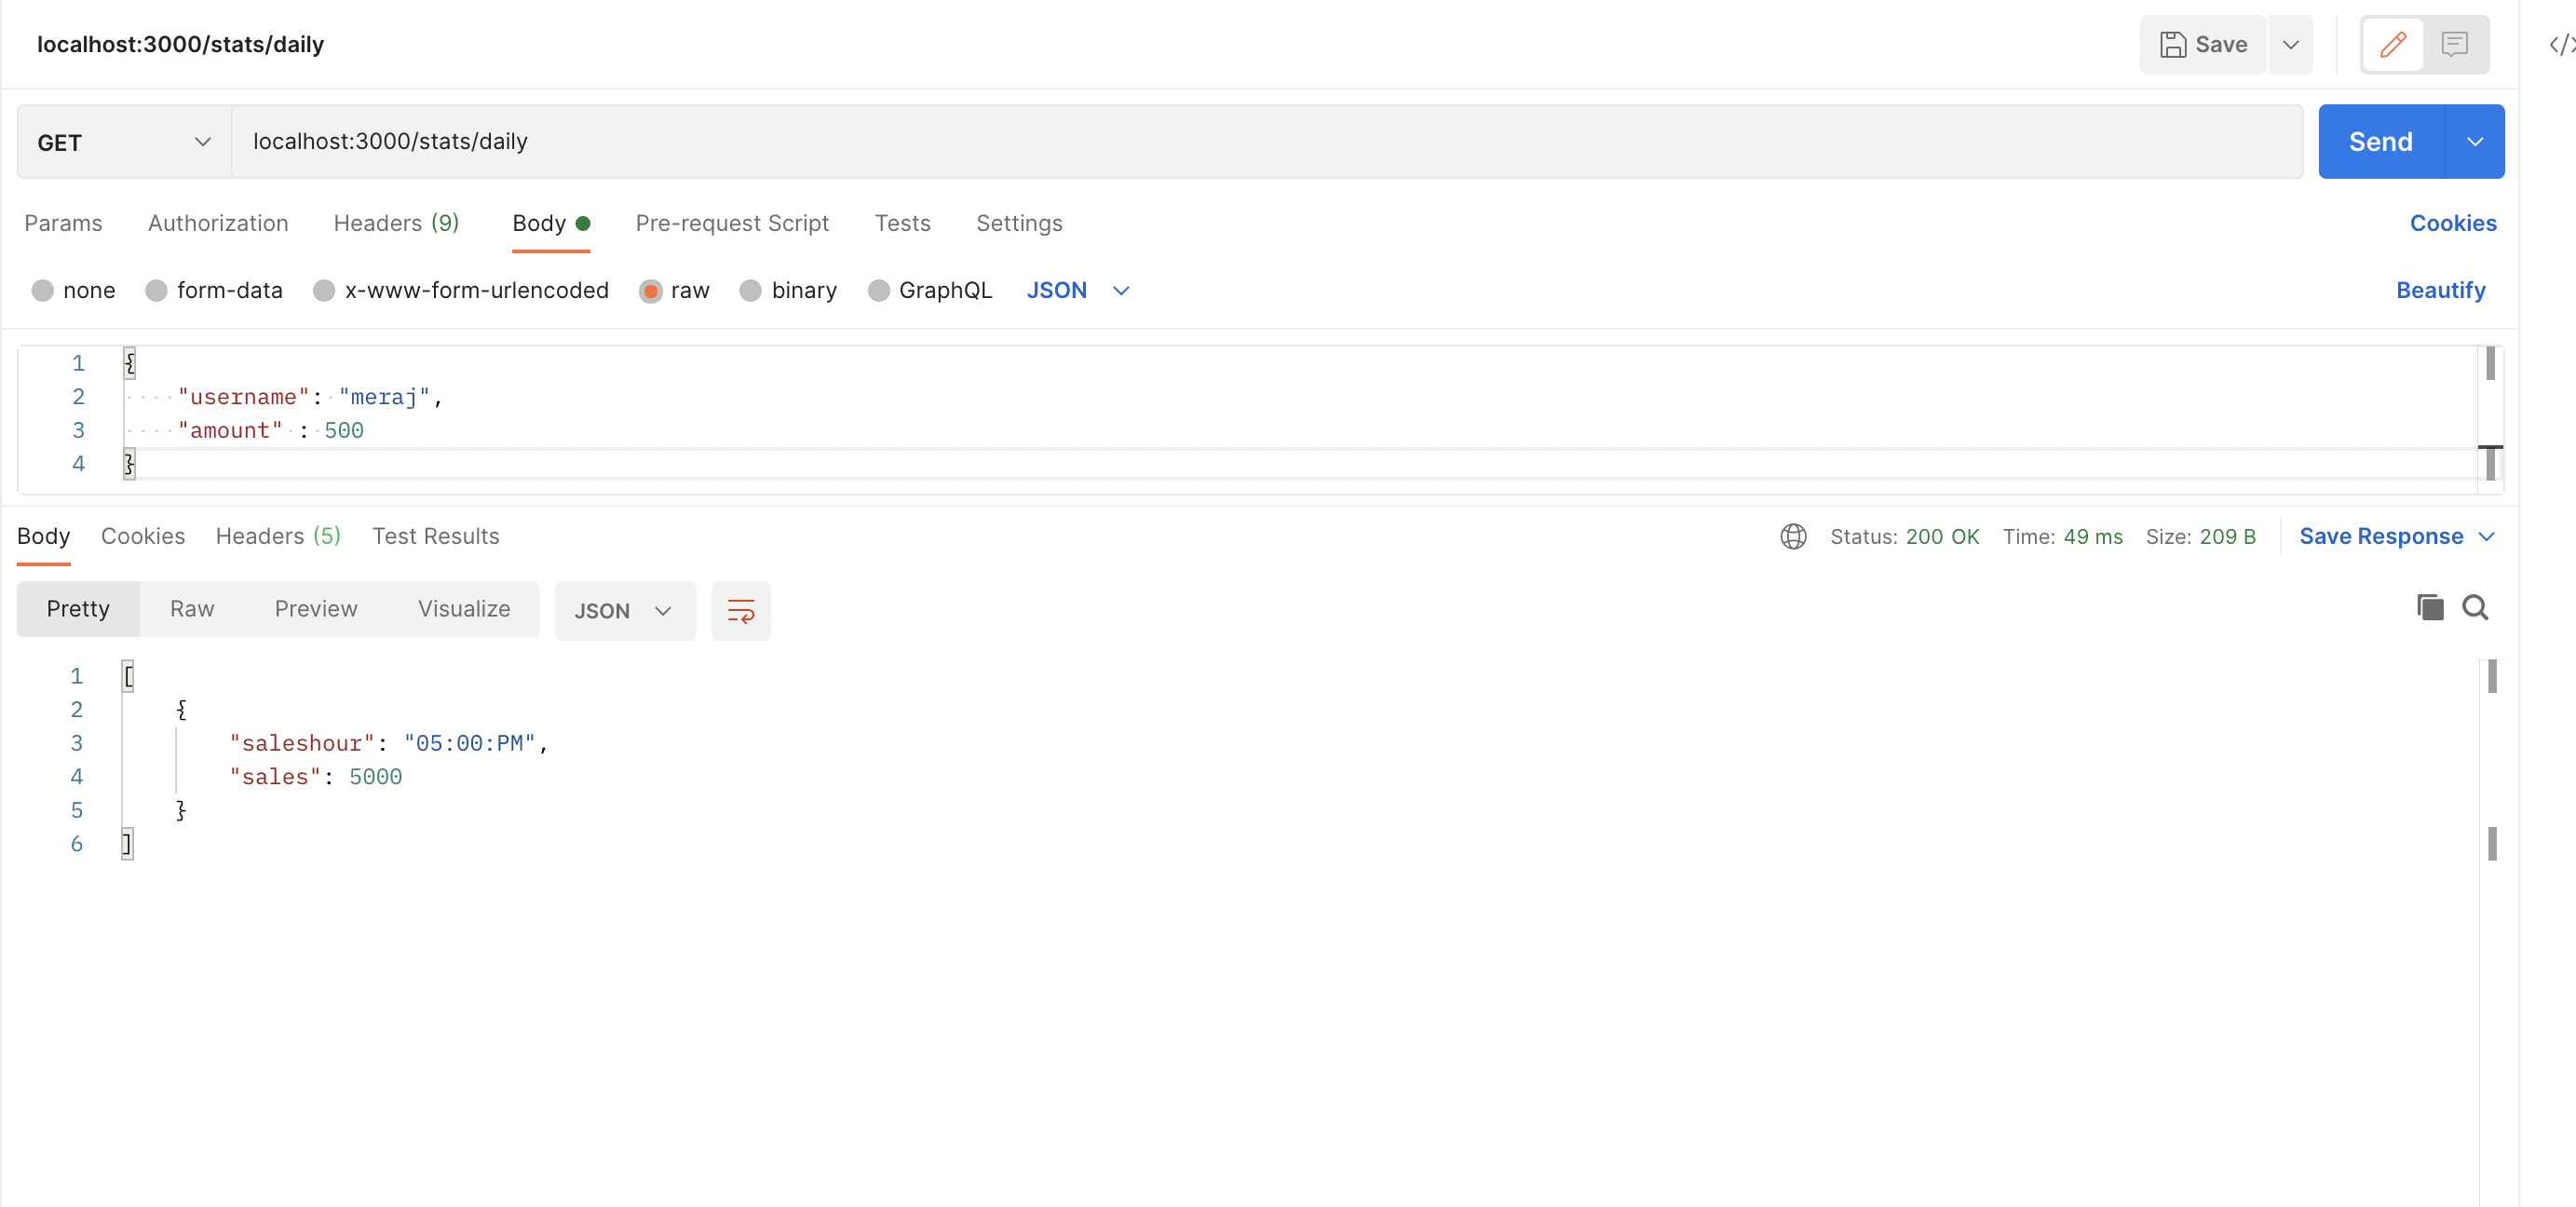 localhost:3000/stats/daily
Save
</>
GET
localhost:3000/stats/daily
Send
Params Authorization Headers (9) Body Pre-request Script Tests Settings Cookies
none form-data x-www-form-urlencoded raw binary GraphQL JSON Beautify
1 {
2 "username": "meraj",
3 "amount" : 500
4 }
Body Cookies Headers (5) Test Results Status: 200 OK Time: 49 ms Size: 209 B Save Response
Pretty Raw Preview Visualize JSON
1 [
2 {
3 "saleshour": "05:00:PM",
4 "sales": 5000
5 }
6 ]